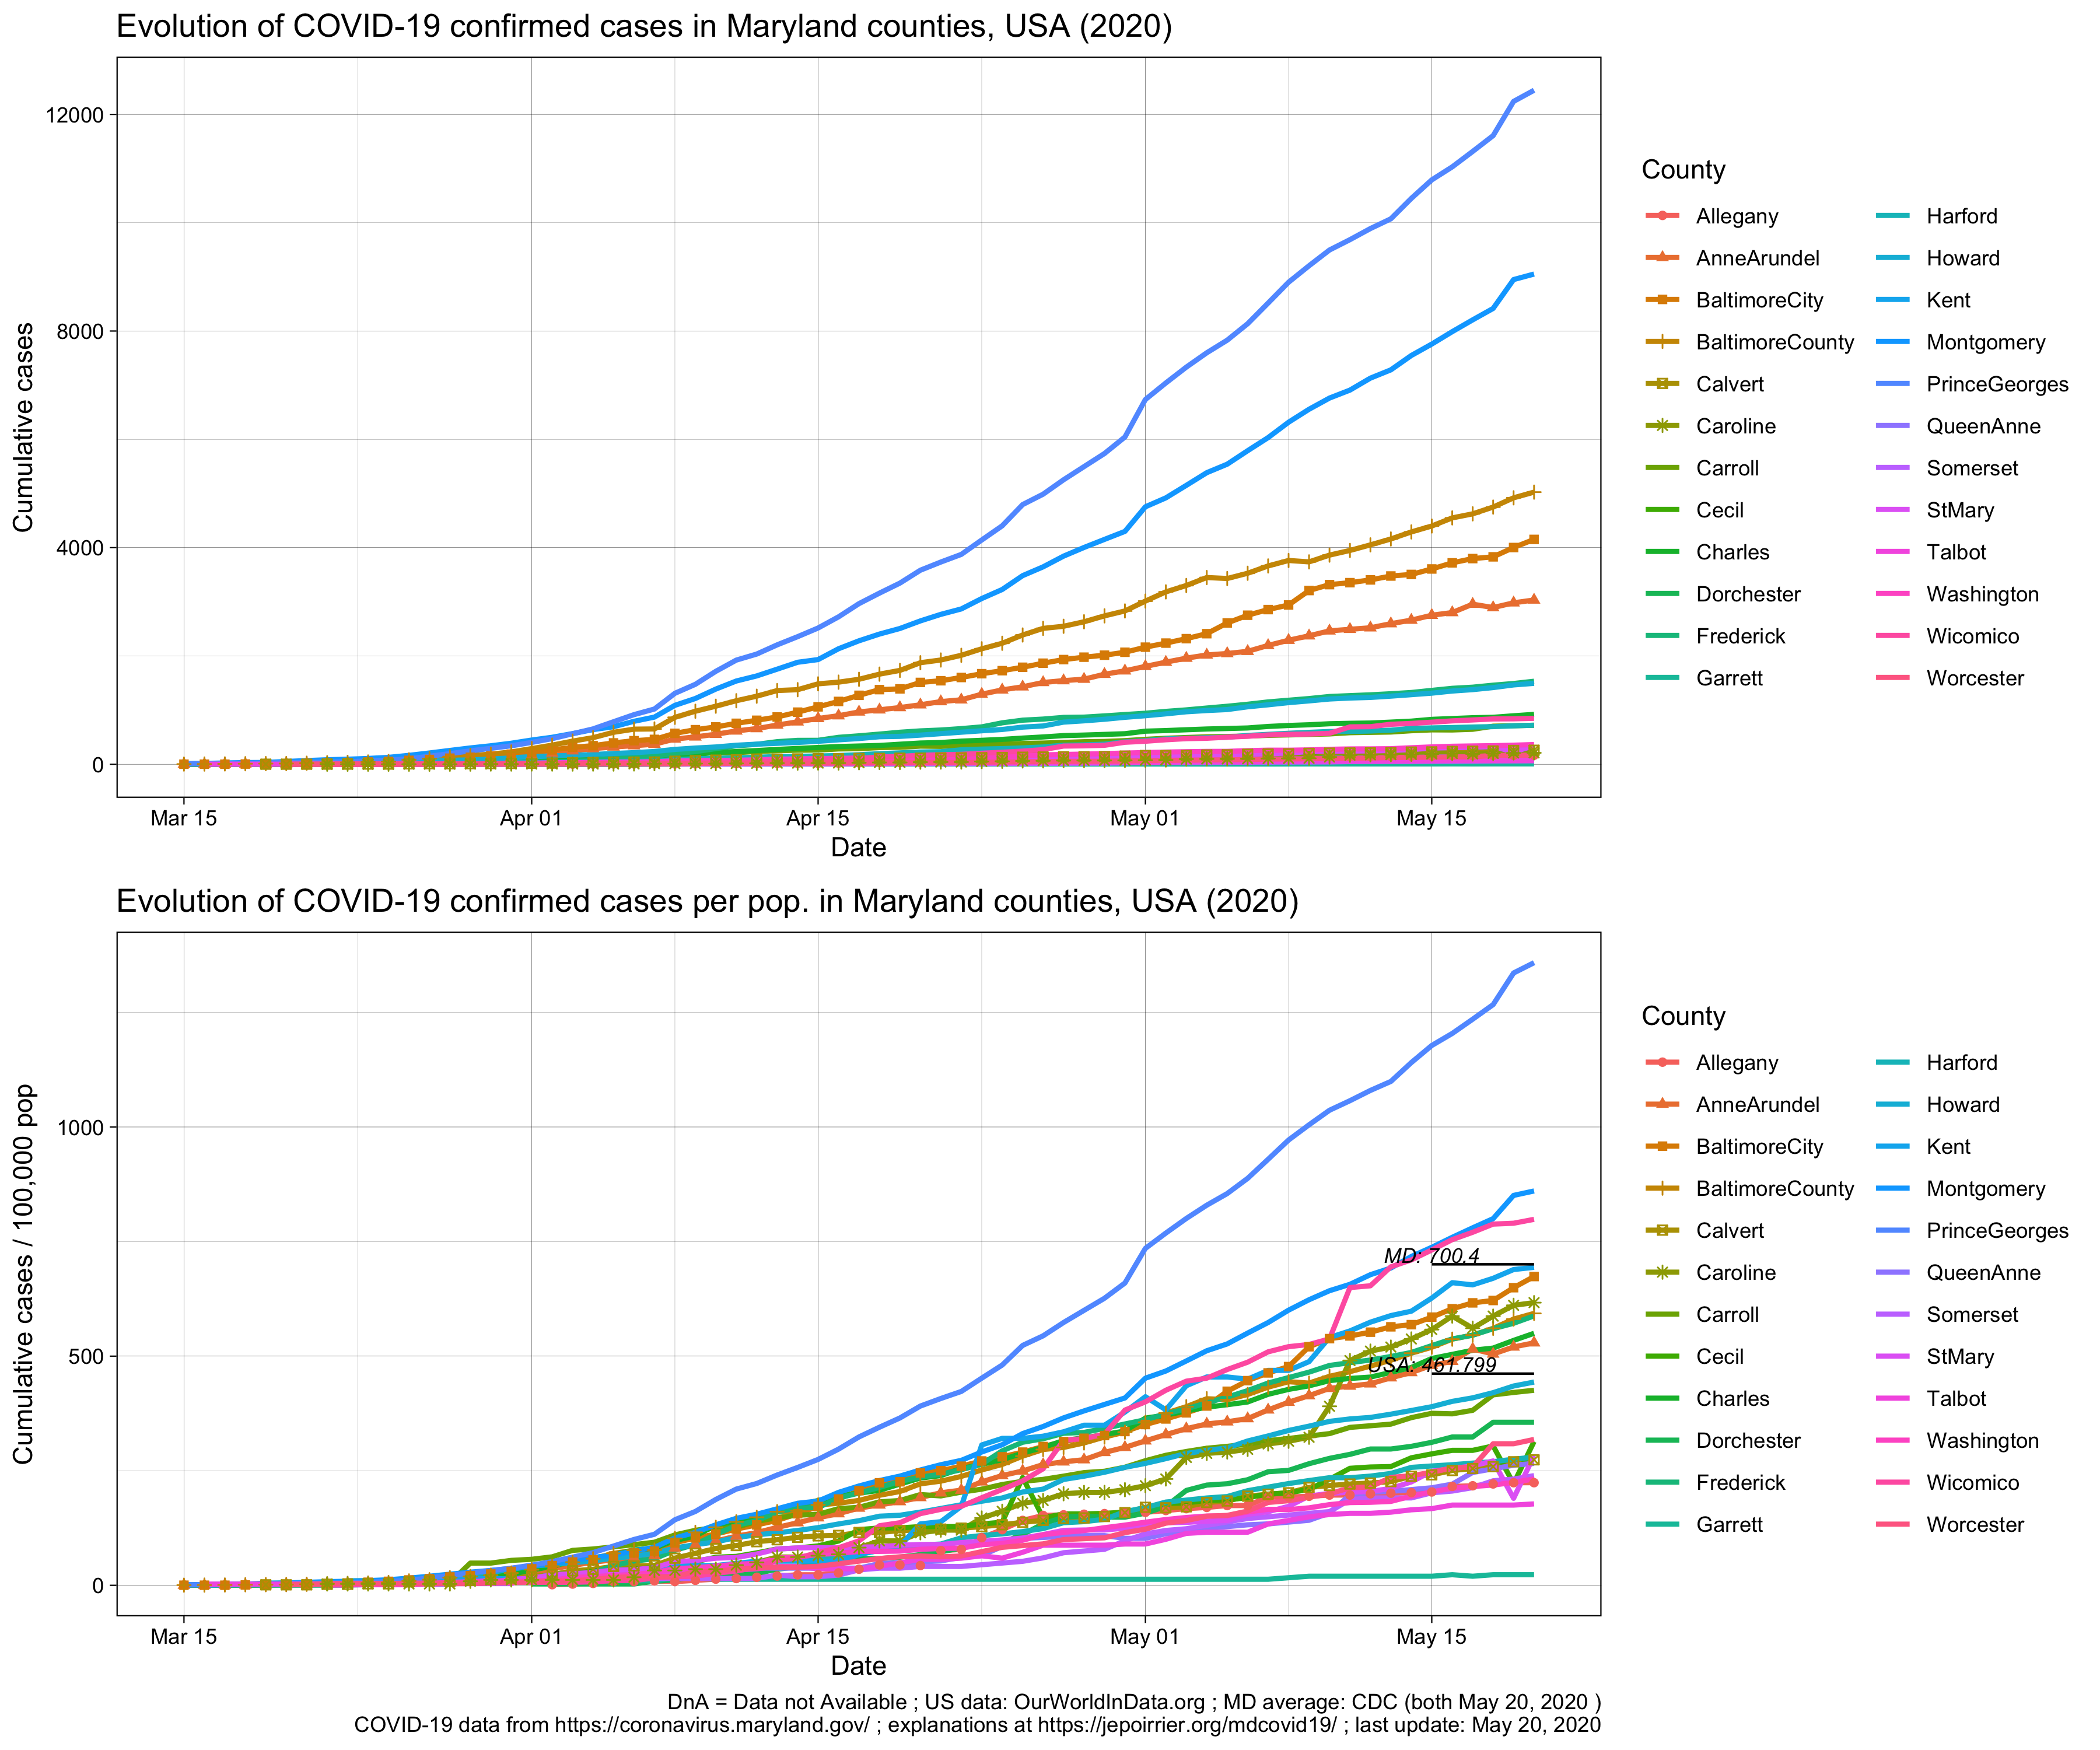 Evolution of COVID-19 confirmed cases in Maryland counties, USA (2020)
Cumulative cases
12000
8000
4000
0
Mar 15
Apr 01
Apr 15
May 01
May 15
Date
County
Allegany
AnneArundel
BaltimoreCity
BaltimoreCounty
Calvert
Caroline
Carroll
Cecil
Charles
Dorchester
Frederick
Garrett
Harford
Howard
Kent
Montgomery
PrinceGeorges
QueenAnne
Somerset
StMary
Talbot
Washington
Wicomico
Worcester
Evolution of COVID-19 confirmed cases per pop. in Maryland counties, USA (2020)
Cumulative cases / 100,000 pop
1000
500
0
MD: 700.4
USA: 461.799
Mar 15
Apr 01
Apr 15
May 01
May 15
Date
County
Allegany
AnneArundel
BaltimoreCity
BaltimoreCounty
Calvert
Caroline
Carroll
Cecil
Charles
Dorchester
Frederick
Garrett
Harford
Howard
Kent
Montgomery
PrinceGeorges
QueenAnne
Somerset
StMary
Talbot
Washington
Wicomico
Worcester
DnA = Data not Available ; US data: OurWorldInData.org ; MD average: CDC (both May 20, 2020 )
COVID-19 data from https://coronavirus.maryland.gov/ ; explanations at https://jepoirrier.org/mdcovid19/ ; last update: May 20, 2020